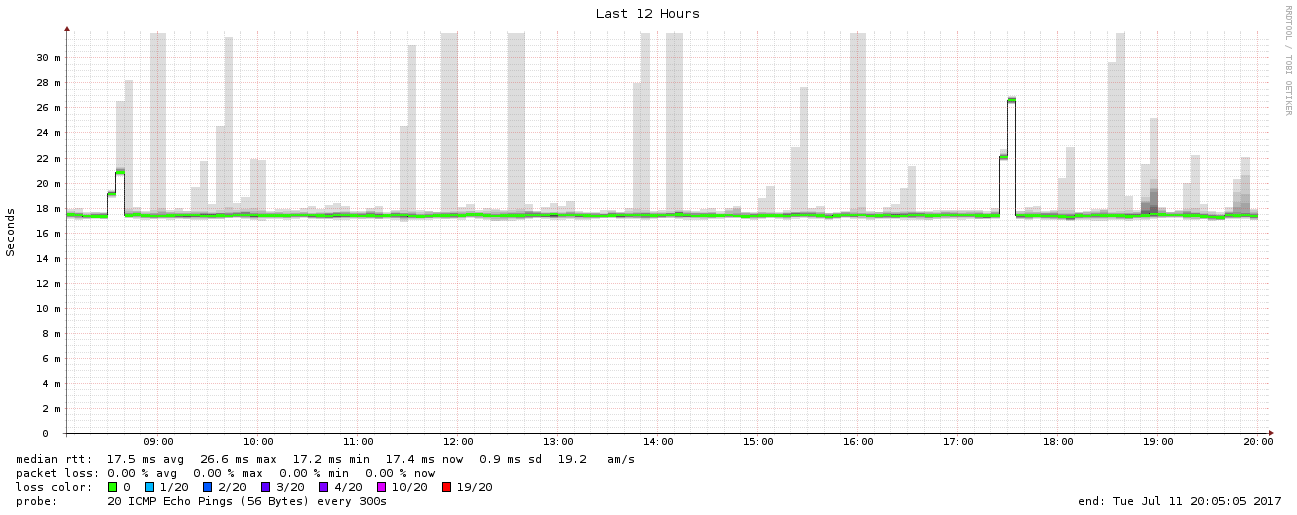 Last 12 Hours
RRDTOOL / TOBI OETIKER
Seconds
30 m
28 m
26 m
24 m
22 m
20 m
18 m
16 m
14 m
12 m
10 m
8 m
6 m
4 m
2 m
0
09:00 10:00 11:00 12:00 13:00 14:00 15:00 16:00 17:00 18:00 19:00 20:00
median rtt: 17.5 ms avg 26.6 ms max 17.2 ms min 17.4 ms now 0.9 ms sd 19.2 am/s
packet loss: 0.00 % avg 0.00 % max 0.00 % min 0.00 % now
loss color: 0 1/20 2/20 3/20 4/20 10/20 19/20
probe: 20 ICMP Echo Pings (56 Bytes) every 300s end: Tue Jul 11 20:05:05 2017